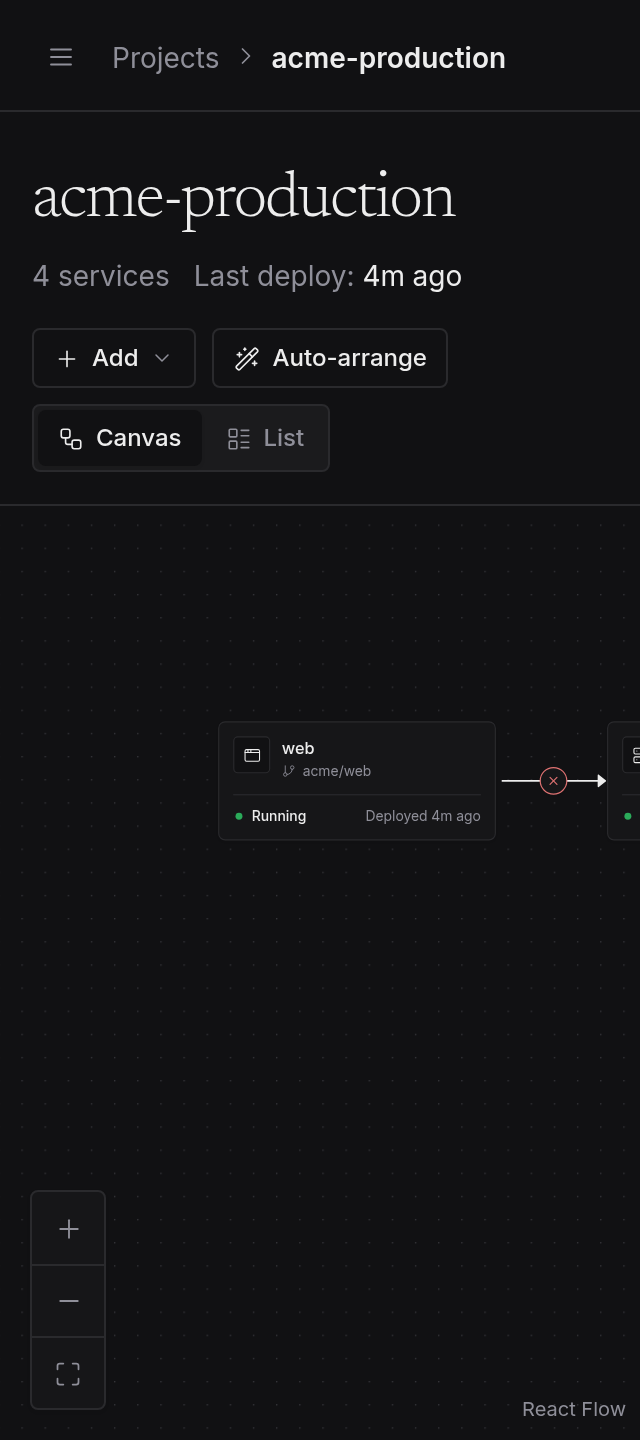 Projects > acme-production
acme-production
4 services Last deploy: 4m ago
Add Auto-arrange
Canvas List
web
acme/web
Running Deployed 4m ago
React Flow